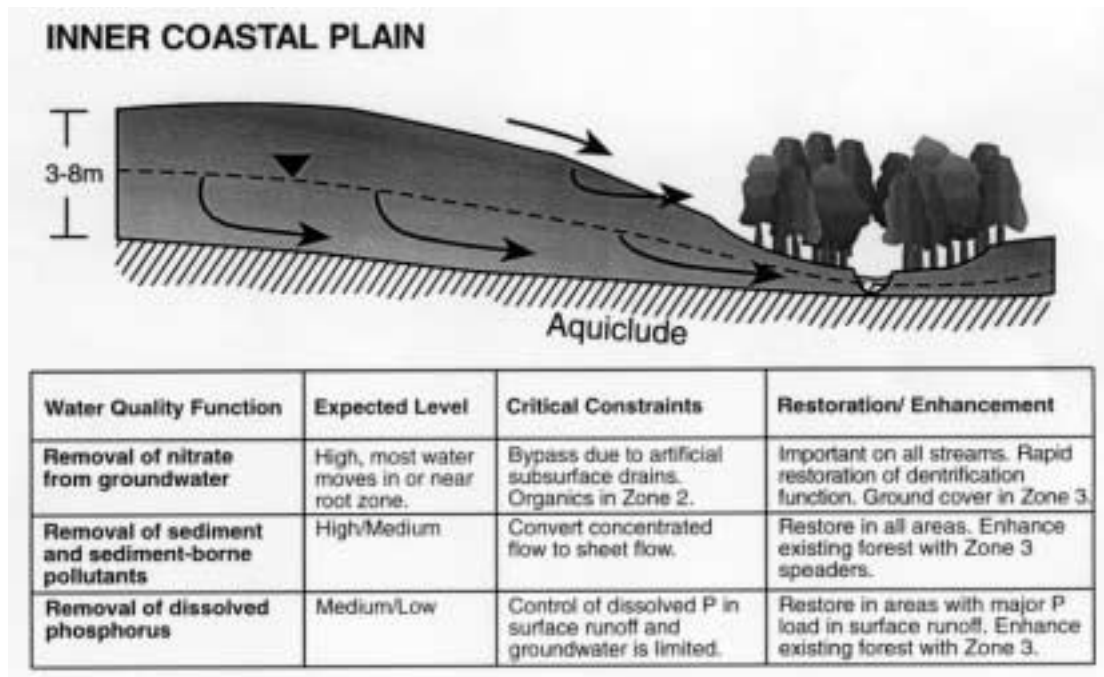 INNER COASTAL PLAIN
3-8m
Aquiclude
Water Quality Function
Expected Level
Critical Constraints
Restoration/ Enhancement
Removal of nitrate
from groundwater
High, most water
moves in or near
root zone.
Bypass due to artificial
subsurface drains.
Organics in Zone 2.
Important on all streams. Rapid
restoration of dentrification
function. Ground cover in Zone 3.
Removal of sediment
and sediment-borne
pollutants
High/Medium
Convert concentrated
flow to sheet flow.
Restore in all areas. Enhance
existing forest with Zone 3
speaders.
Removal of dissolved
phosphorus
Medium/Low
Control of dissolved P in
surface runoff and
groundwater is limited.
Restore in areas with major P
load in surface runoff. Enhance
existing forest with Zone 3.